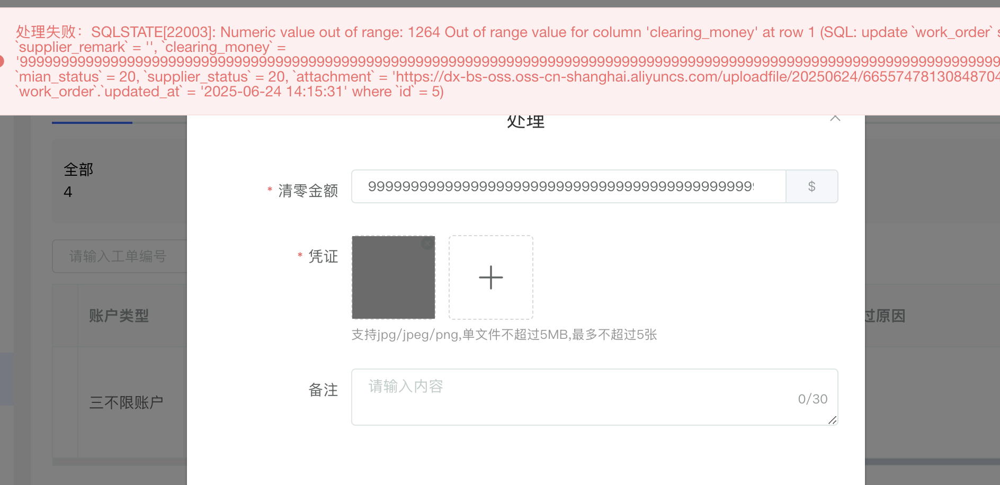 处理失败：SQLSTATE[22003]: Numeric value out of range: 1264 Out of range value for column 'clearing_money' at row 1 (SQL: update `work_order` s
`supplier_remark` = '', `clearing_money` =
`mian_status` = 20, `supplier_status` = 20, `attachment` = 'https://dx-bs-oss.oss-cn-shanghai.aliyuncs.com/uploadfile/20250624/66557478130848704
`work_order`.`updated_at` = '2025-06-24 14:15:31' where `id` = 5)
处理
全部
4
* 清零金额
$
请输入工单编号
* 凭证
账户类型
过原因
支持jpg/jpeg/png,单文件不超过5MB,最多不超过5张
三不限账户
备注
请输入内容
0/30